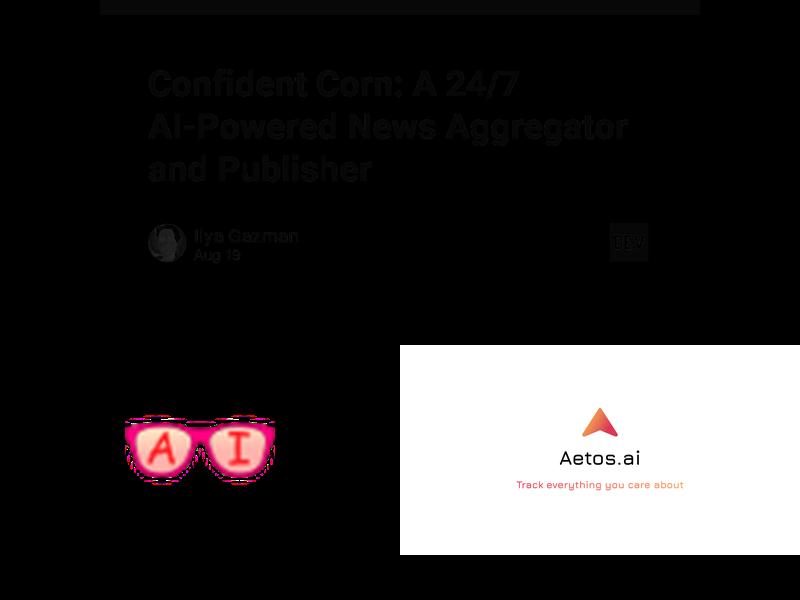 Confident Corn: A 24/7
AI-Powered News Aggregator
and Publisher
Ilya Gazman
Aug 19
DEV
A I
Aetos.ai
Track everything you care about